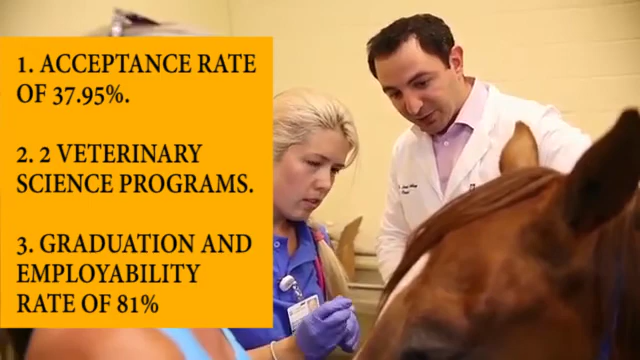 1. ACCEPTANCE RATE
OF 37.95%.
2. 2 VETERINARY
SCIENCE PROGRAMS.
3. GRADUATION AND
EMPLOYABILITY
RATE OF 81%